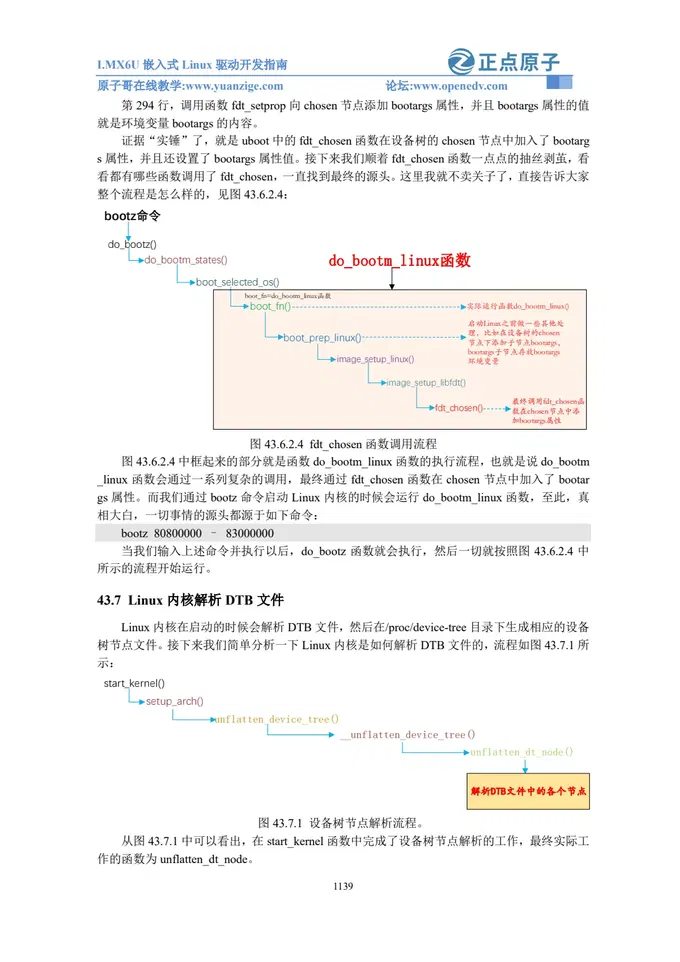 I.MX6U 嵌入式 Linux 驱动开发指南
正点原子
原子哥在线教学:www.yuanzige.com
论坛:www.openedv.com
第 294 行，调用函数 fdt_setprop 向 chosen 节点添加 bootargs 属性，并且 bootargs 属性的值
就是环境变量 bootargs 的内容。
证据“实锤”了，就是 uboot 中的 fdt_chosen 函数在设备树的 chosen 节点中加入了 bootarg
s 属性，并且还设置了 bootargs 属性值。接下来我们顺着 fdt_chosen 函数一点点的抽丝剥茧，看
看都有哪些函数调用了 fdt_chosen，一直找到最终的源头。这里我就不卖关子了，直接告诉大家
整个流程是怎么样的，见图 43.6.2.4：
bootz命令
do_bootz()
do_bootm_states()
do_bootm_linux函数
boot_selected_os()
boot_fn=do_bootm_linux函数
boot_fn()
实际运行函数do_bootm_linux()
启动Linux之前做一些其他处
理，比如在设备树的chosen
节点下添加子节点bootargs，
bootargs子节点存放bootargs
环境变量
boot_prep_linux()
image_setup_linux()
image_setup_libfdt()
fdt_chosen()
最终调用fdt_chosen函
数在chosen节点中添
加bootargs属性
图 43.6.2.4 fdt_chosen 函数调用流程
图 43.6.2.4 中框起来的部分就是函数 do_bootm_linux 函数的执行流程，也就是说 do_bootm
_linux 函数会通过一系列复杂的调用，最终通过 fdt_chosen 函数在 chosen 节点中加入了 bootar
gs 属性。而我们通过 bootz 命令启动 Linux 内核的时候会运行 do_bootm_linux 函数，至此，真
相大白，一切事情的源头都源于如下命令：
bootz 80800000 – 83000000
当我们输入上述命令并执行以后，do_bootz 函数就会执行，然后一切就按照图 43.6.2.4 中
所示的流程开始运行。
43.7 Linux 内核解析 DTB 文件
Linux 内核在启动的时候会解析 DTB 文件，然后在/proc/device-tree 目录下生成相应的设备
树节点文件。接下来我们简单分析一下 Linux 内核是如何解析 DTB 文件的，流程如图 43.7.1 所
示：
start_kernel()
setup_arch()
unflatten_device_tree()
__unflatten_device_tree()
unflatten_dt_node()
解析DTB文件中的各个节点
图 43.7.1 设备树节点解析流程。
从图 43.7.1 中可以看出，在 start_kernel 函数中完成了设备树节点解析的工作，最终实际工
作的函数为 unflatten_dt_node。
1139